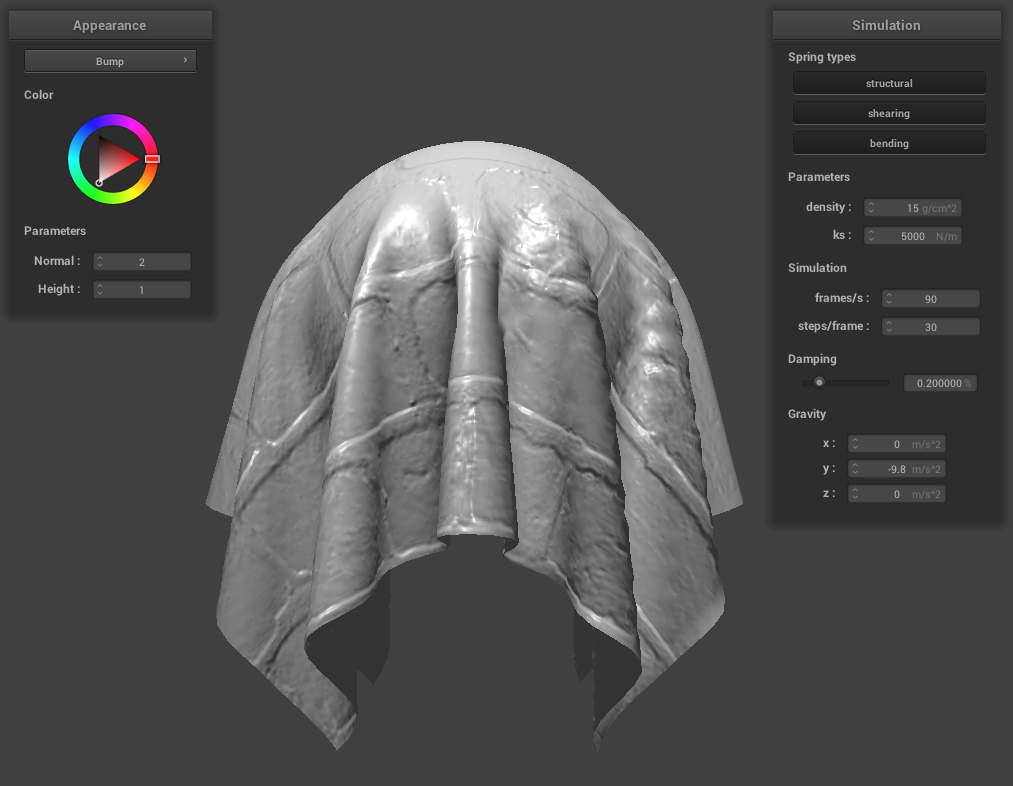 Appearance
Bump ›
Color
Parameters
Normal : 2
Height : 1
Simulation
Spring types
structural
shearing
bending
Parameters
density : 15 g/cm^2
ks : 5000 N/m
Simulation
frames/s : 90
steps/frame : 30
Damping
0.200000 %
Gravity
x : 0 m/s^2
y : -9.8 m/s^2
z : 0 m/s^2